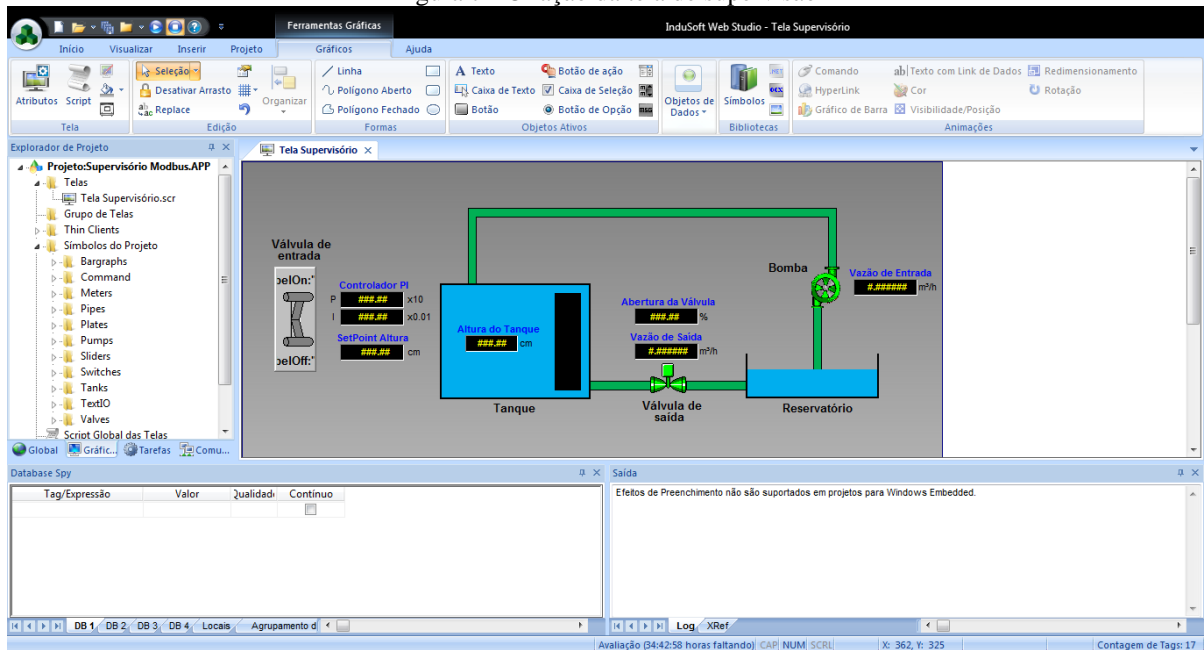 Ferramentas Gráficas
InduSoft Web Studio - Tela Supervisório
Início Visualizar Inserir Projeto Gráficos Ajuda
Atributos Script
Seleção
Desativar Arrasto
Replace
Organizar
Linha
Polígono Aberto
Polígono Fechado
A Texto
Caixa de Texto
Botão
Botão de ação
Caixa de Seleção
Botão de Opção
Objetos de Dados
Símbolos
Comando
HyperLink
Gráfico de Barra
Texto com Link de Dados
Cor
Visibilidade/Posição
Redimensionamento
Rotação
Tela Edição Formas Objetos Ativos Bibliotecas Animações
Explorador de Projeto
Projeto:Supervisório Modbus.APP
Telas
Tela Supervisório.scr
Grupo de Telas
Thin Clients
Símbolos do Projeto
Bargraphs
Command
Meters
Pipes
Plates
Pumps
Sliders
Switches
Tanks
TextIO
Valves
Script Global das Telas
Global Gráfic... Tarefas Comu...
Tela Supervisório
Válvula de
entrada
belOn:"
belOff:"
Controlador PI
P ###.## x10
I ###.## x0.01
SetPoint Altura
###.## cm
Altura do Tanque
###.## cm
Tanque
Abertura da Válvula
###.## %
Vazão de Saída
#.###### m³/h
Válvula de
saída
Bomba
Vazão de Entrada
#.###### m³/h
Reservatório
Database Spy
Tag/Expressão Valor Qualidade Contínuo
DB 1 DB 2 DB 3 DB 4 Locais Agrupamento d
Saída
Efeitos de Preenchimento não são suportados em projetos para Windows Embedded.
Log XRef
Avaliação (34:42:58 horas faltando) CAP NUM SCRL X: 362, Y: 325 Contagem de Tags: 17